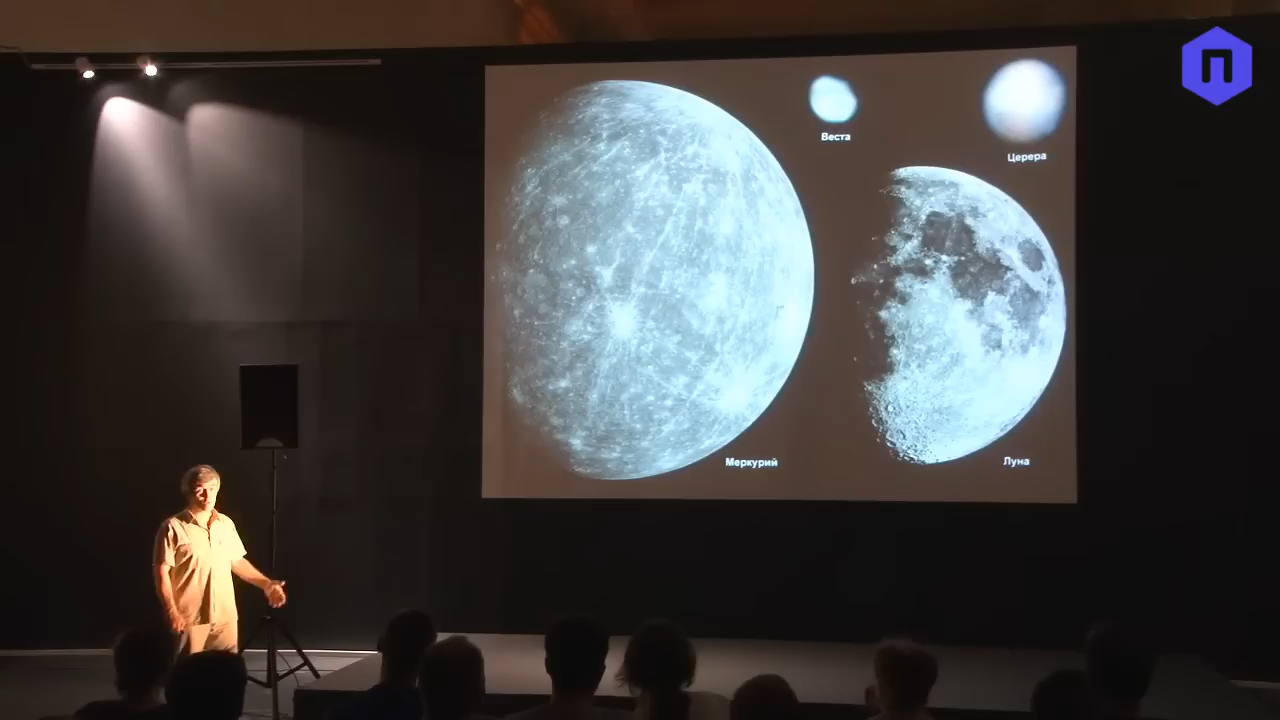 Веста
Церера
Меркурий
Луна
П